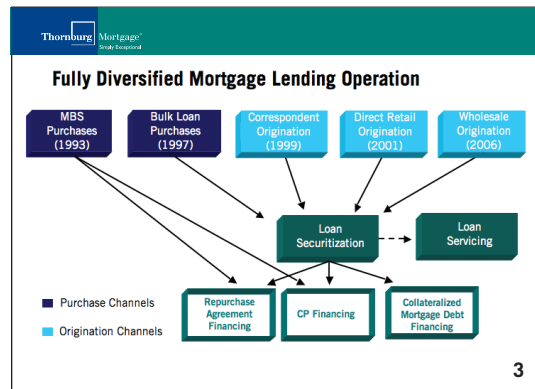 Thornburg Mortgage
Simply Exceptional
Fully Diversified Mortgage Lending Operation
MBS
Purchases
(1993)
Bulk Loan
Purchases
(1997)
Correspondent
Origination
(1999)
Direct Retail
Origination
(2001)
Wholesale
Origination
(2006)
Loan
Securitization
Loan
Servicing
Repurchase
Agreement
Financing
CP Financing
Collateralized
Mortgage Debt
Financing
Purchase Channels
Origination Channels
3